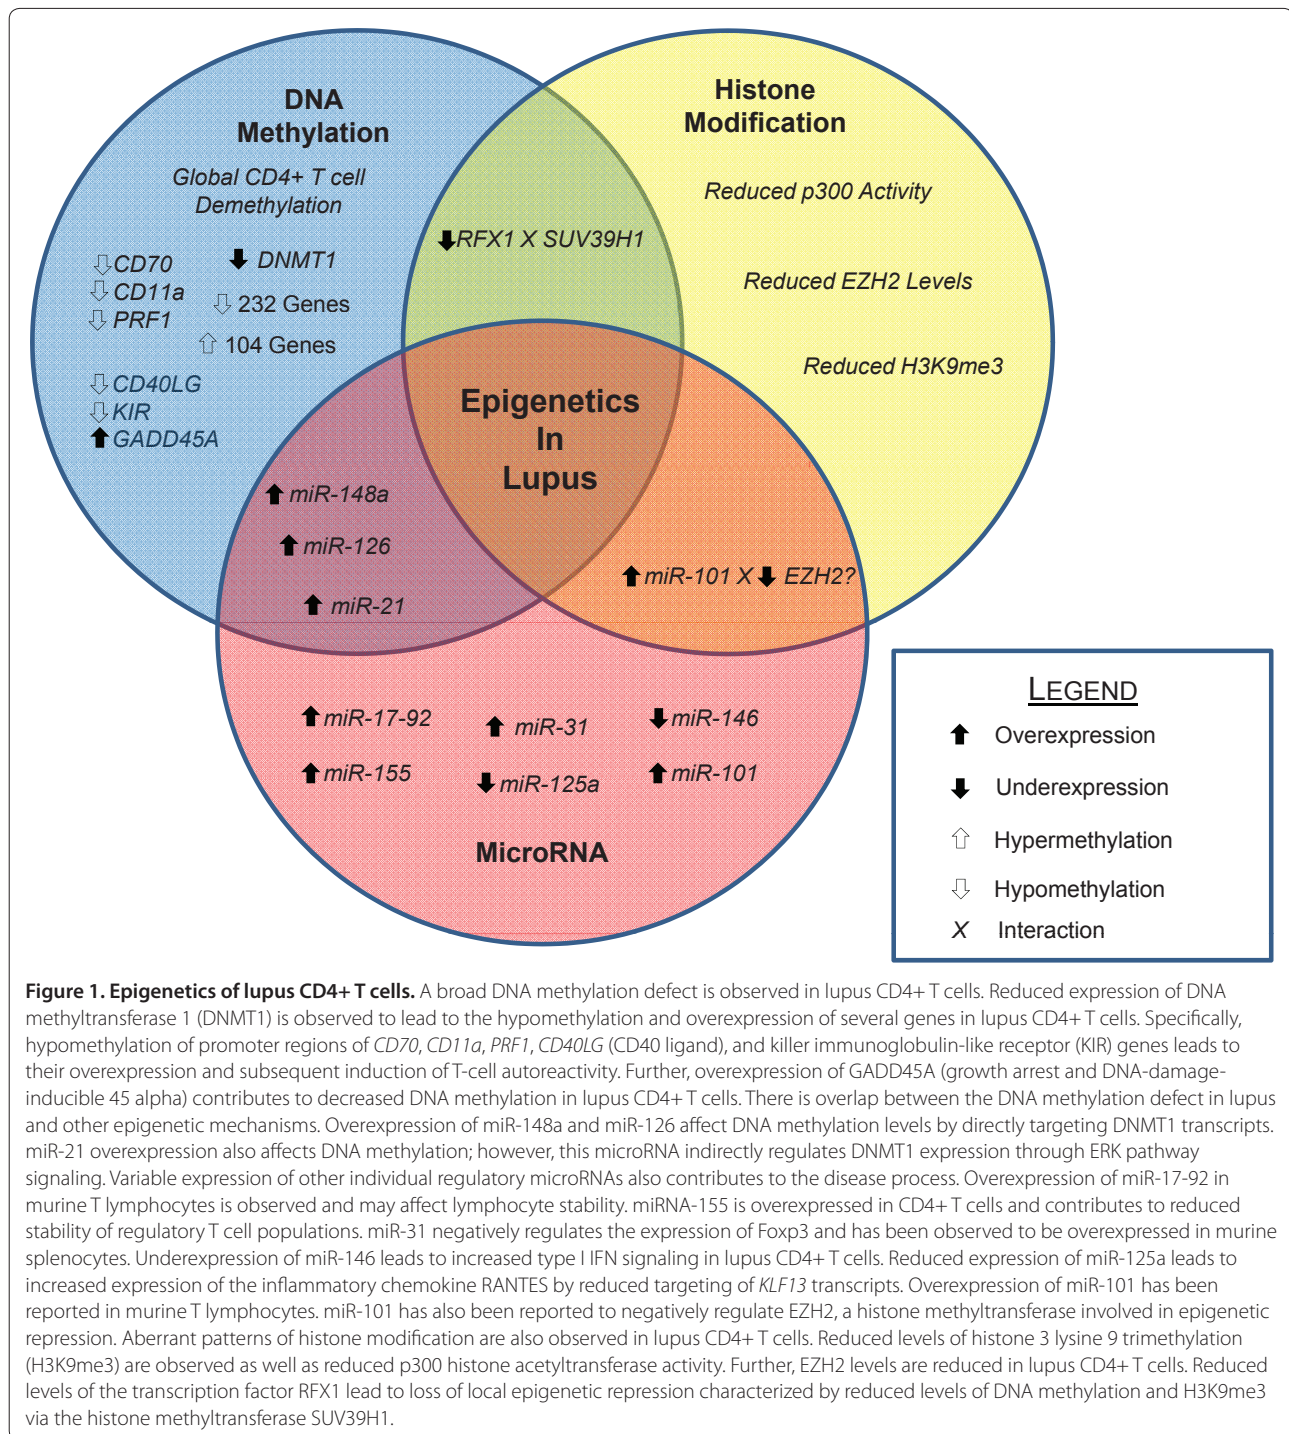 DNA
Methylation
Global CD4+ T cell
Demethylation
⇩CD70
⇩CD11a
⇩PRF1
⬇ DNMT1
⇩ 232 Genes
⇧ 104 Genes
⇩CD40LG
⇩KIR
⬆GADD45A
Histone
Modification
Reduced p300 Activity
Reduced EZH2 Levels
Reduced H3K9me3
⬇RFX1 X SUV39H1
Epigenetics
In
Lupus
⬆ miR-148a
⬆ miR-126
⬆ miR-21
⬆miR-101 X⬇ EZH2?
⬆miR-17-92
⬆ miR-31
⬇miR-146
⬆miR-155
⬇miR-125a
⬆miR-101
MicroRNA
LEGEND
⬆ Overexpression
⬇ Underexpression
⇧ Hypermethylation
⇩ Hypomethylation
X Interaction
Figure 1. Epigenetics of lupus CD4+ T cells. A broad DNA methylation defect is observed in lupus CD4+ T cells. Reduced expression of DNA
methyltransferase 1 (DNMT1) is observed to lead to the hypomethylation and overexpression of several genes in lupus CD4+ T cells. Specifically,
hypomethylation of promoter regions of CD70, CD11a, PRF1, CD40LG (CD40 ligand), and killer immunoglobulin-like receptor (KIR) genes leads to
their overexpression and subsequent induction of T-cell autoreactivity. Further, overexpression of GADD45A (growth arrest and DNA-damage-
inducible 45 alpha) contributes to decreased DNA methylation in lupus CD4+ T cells. There is overlap between the DNA methylation defect in lupus
and other epigenetic mechanisms. Overexpression of miR-148a and miR-126 affect DNA methylation levels by directly targeting DNMT1 transcripts.
miR-21 overexpression also affects DNA methylation; however, this microRNA indirectly regulates DNMT1 expression through ERK pathway
signaling. Variable expression of other individual regulatory microRNAs also contributes to the disease process. Overexpression of miR-17-92 in
murine T lymphocytes is observed and may affect lymphocyte stability. miRNA-155 is overexpressed in CD4+ T cells and contributes to reduced
stability of regulatory T cell populations. miR-31 negatively regulates the expression of Foxp3 and has been observed to be overexpressed in murine
splenocytes. Underexpression of miR-146 leads to increased type I IFN signaling in lupus CD4+ T cells. Reduced expression of miR-125a leads to
increased expression of the inflammatory chemokine RANTES by reduced targeting of KLF13 transcripts. Overexpression of miR-101 has been
reported in murine T lymphocytes. miR-101 has also been reported to negatively regulate EZH2, a histone methyltransferase involved in epigenetic
repression. Aberrant patterns of histone modification are also observed in lupus CD4+ T cells. Reduced levels of histone 3 lysine 9 trimethylation
(H3K9me3) are observed as well as reduced p300 histone acetyltransferase activity. Further, EZH2 levels are reduced in lupus CD4+ T cells. Reduced
levels of the transcription factor RFX1 lead to loss of local epigenetic repression characterized by reduced levels of DNA methylation and H3K9me3
via the histone methyltransferase SUV39H1.